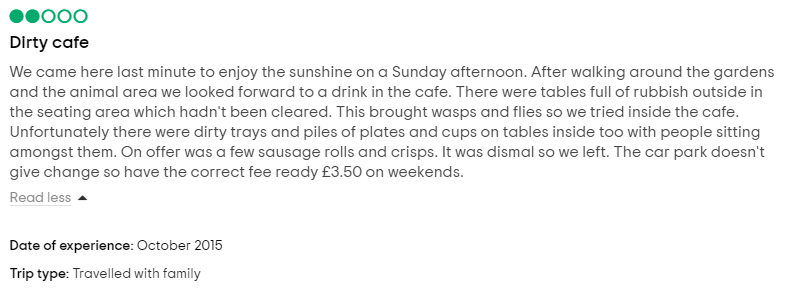 Dirty cafe
We came here last minute to enjoy the sunshine on a Sunday afternoon. After walking around the gardens
and the animal area we looked forward to a drink in the cafe. There were tables full of rubbish outside in
the seating area which hadn't been cleared. This brought wasps and flies so we tried inside the cafe.
Unfortunately there were dirty trays and piles of plates and cups on tables inside too with people sitting
amongst them. On offer was a few sausage rolls and crisps. It was dismal so we left. The car park doesn't
give change so have the correct fee ready £3.50 on weekends.
Read less
Date of experience: October 2015
Trip type: Travelled with family